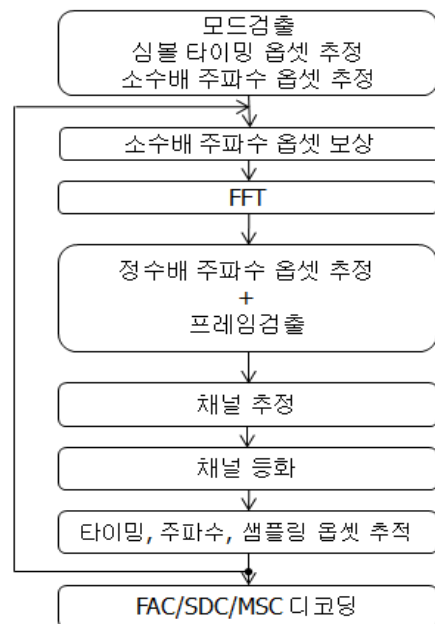 모드검출
심볼 타이밍 옵셋 추정
소수배 주파수 옵셋 추정
소수배 주파수 옵셋 보상
FFT
정수배 주파수 옵셋 추정
+
프레임검출
채널 추정
채널 등화
타이밍, 주파수, 샘플링 옵셋 추적
FAC/SDC/MSC 디코딩